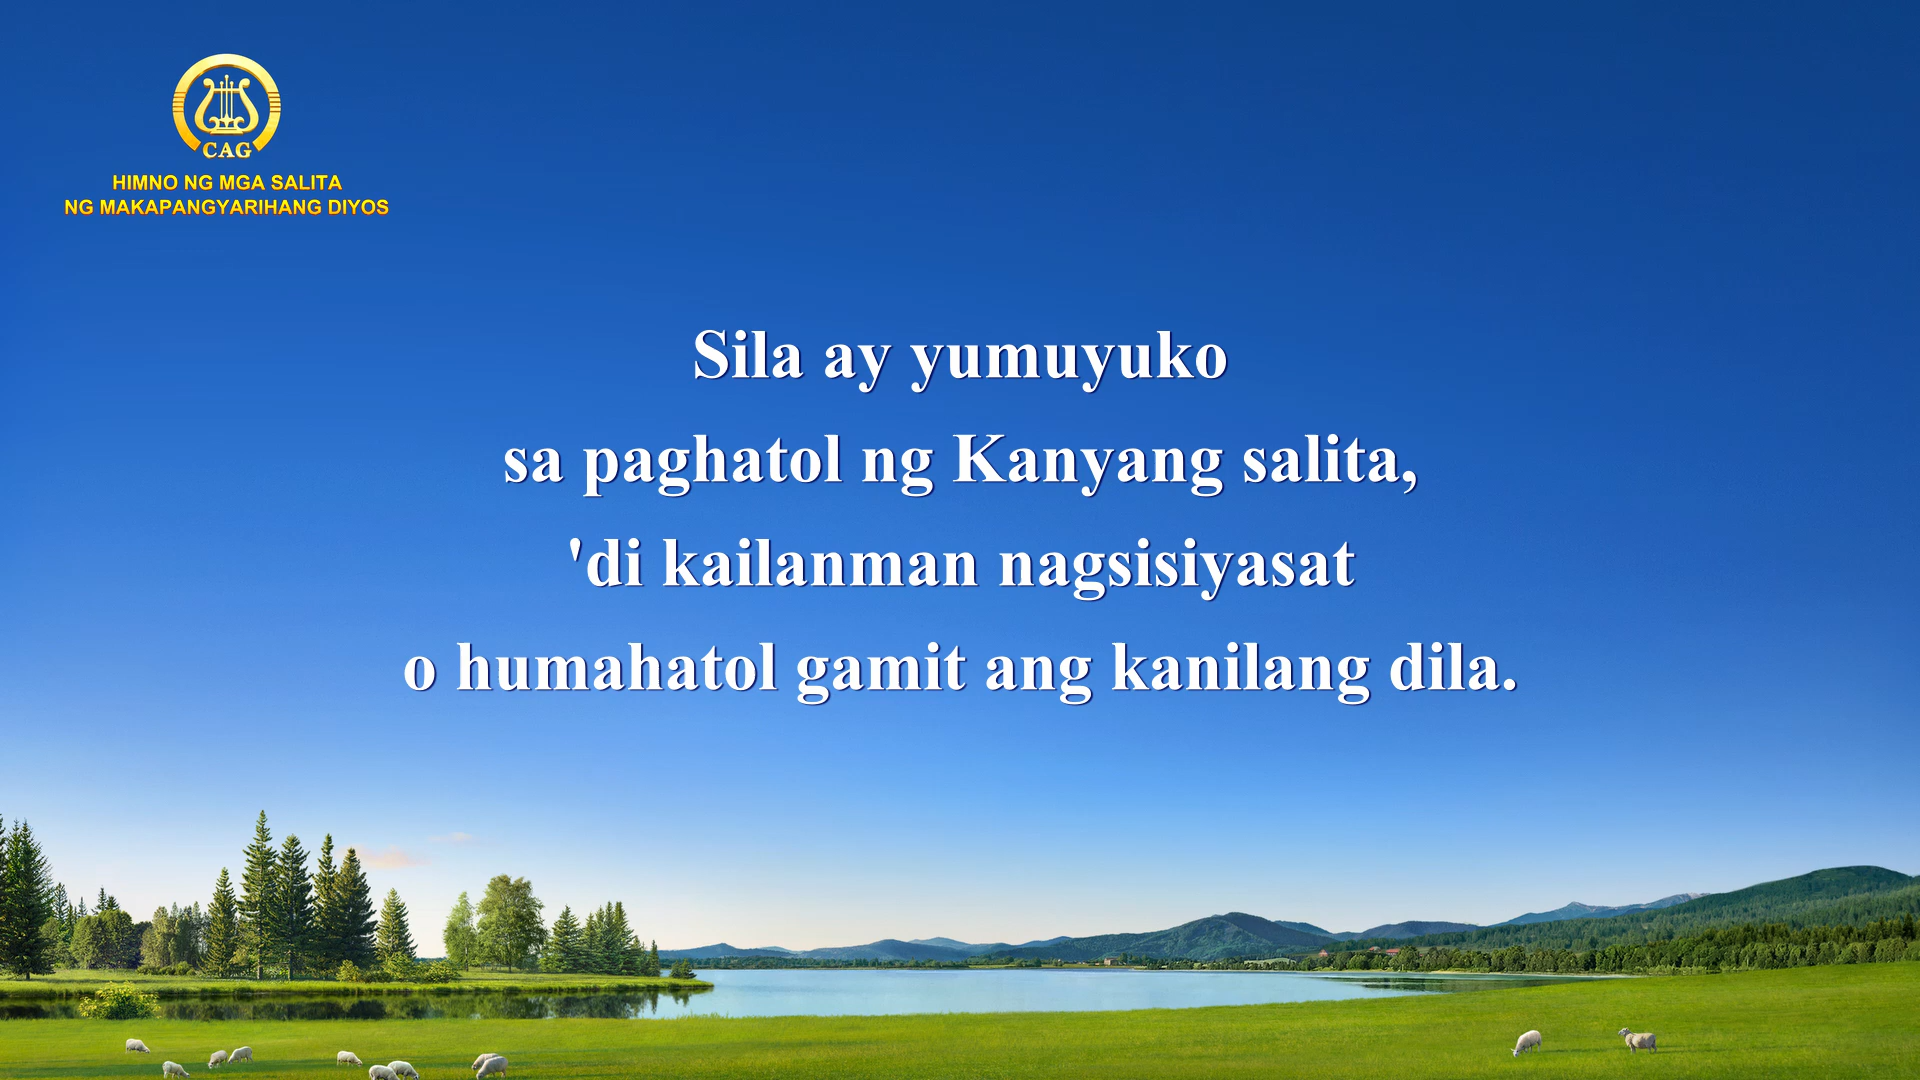 CAG
HIMNO NG MGA SALITA
NG MAKAPANGYARIHANG DIYOS
Sila ay yumuyuko
sa paghatol ng Kanyang salita,
'di kailanman nagsisiyasat
o humahatol gamit ang kanilang dila.